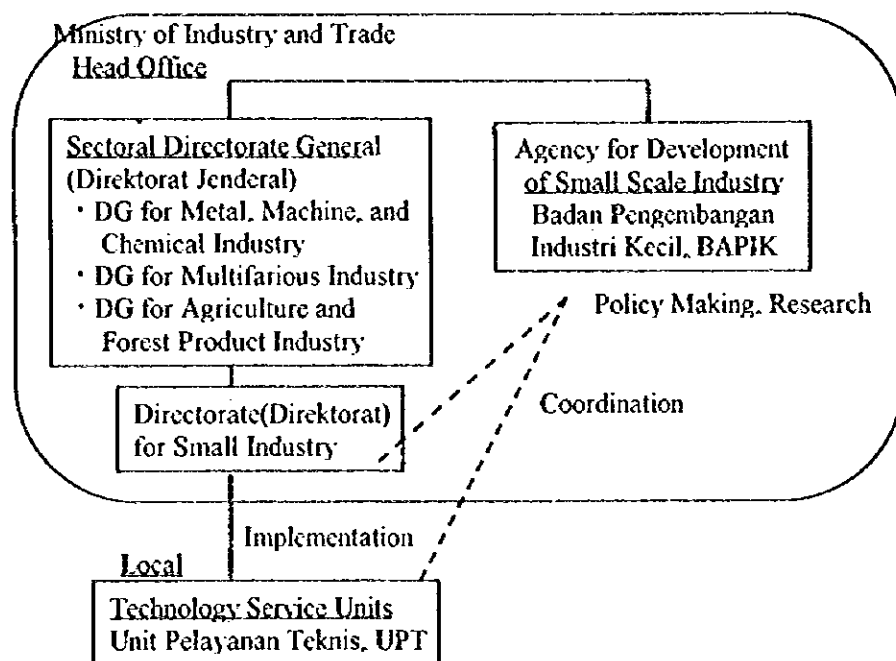 Ministry of Industry and Trade
Head Office
Sectoral Directorate General
(Direktorat Jenderal)
・DG for Metal, Machine, and
Chemical Industry
・DG for Multifarious Industry
・DG for Agriculture and
Forest Product Industry
Agency for Development
of Small Scale Industry
Badan Pengembangan
Industri Kecil, BAPIK
Policy Making, Research
Directorate(Direktorat)
for Small Industry
Coordination
Implementation
Local
Technology Service Units
Unit Pelayanan Teknis, UPT